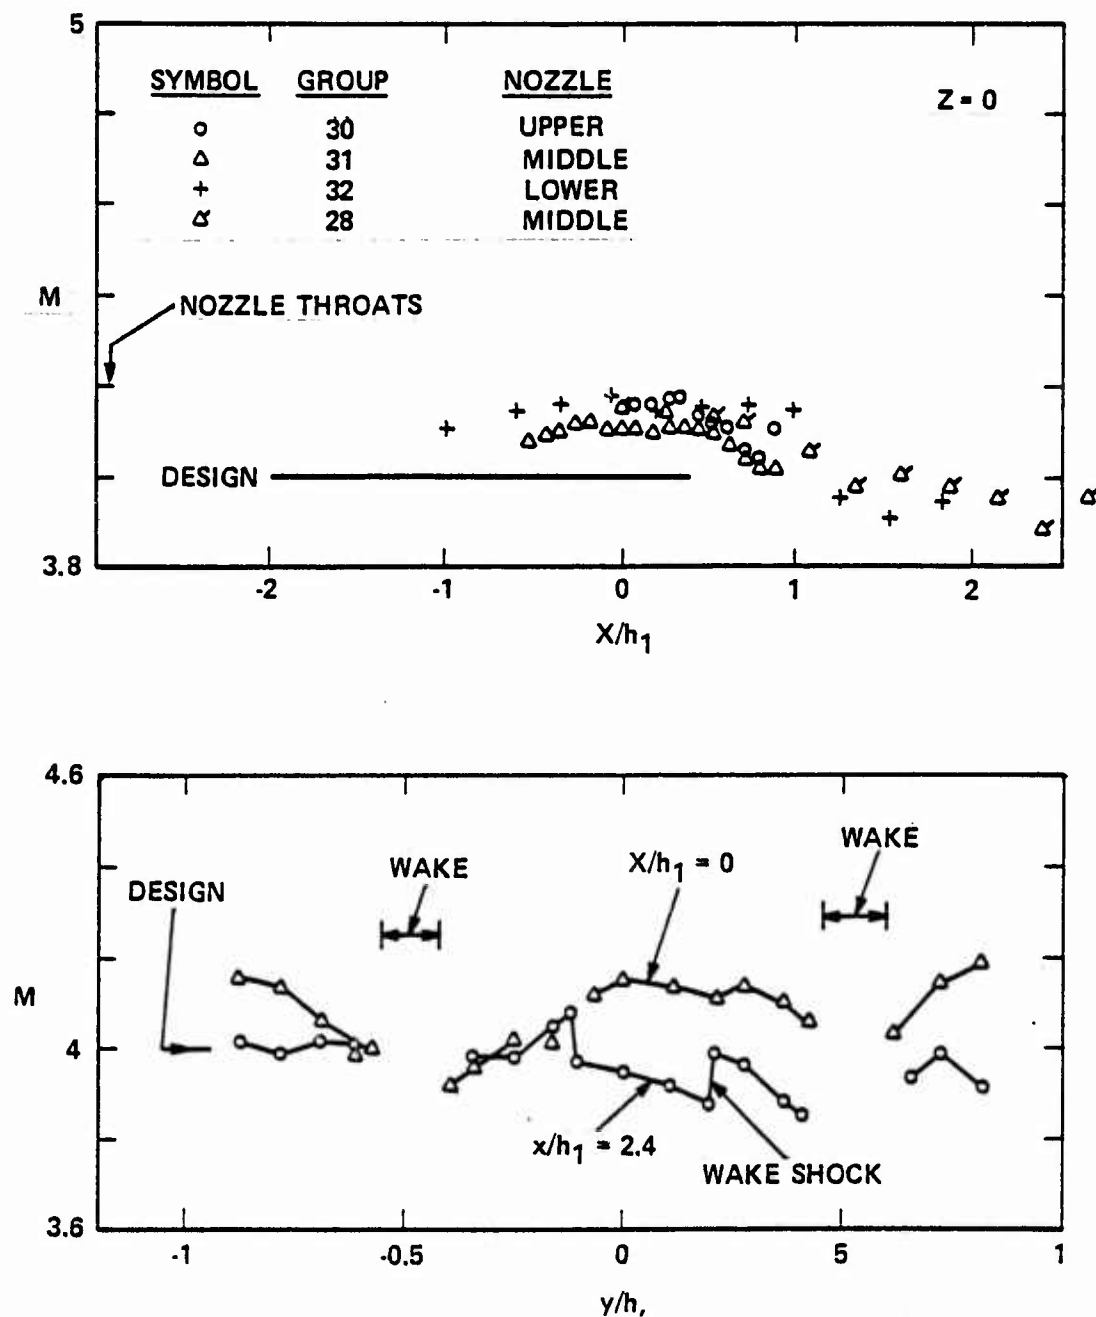 5
SYMBOL GROUP NOZZLE
Z = 0
30 UPPER
31 MIDDLE
+ 32 LOWER
28 MIDDLE
M
NOZZLE THROATS
DESIGN
3.8
-2 -1 0 1 2
X/h1
4.6
WAKE
X/h1 = 0
WAKE
DESIGN
M
4
x/h1 = 2.4
WAKE SHOCK
3.6
-1 -0.5 0 5 1
y/h,